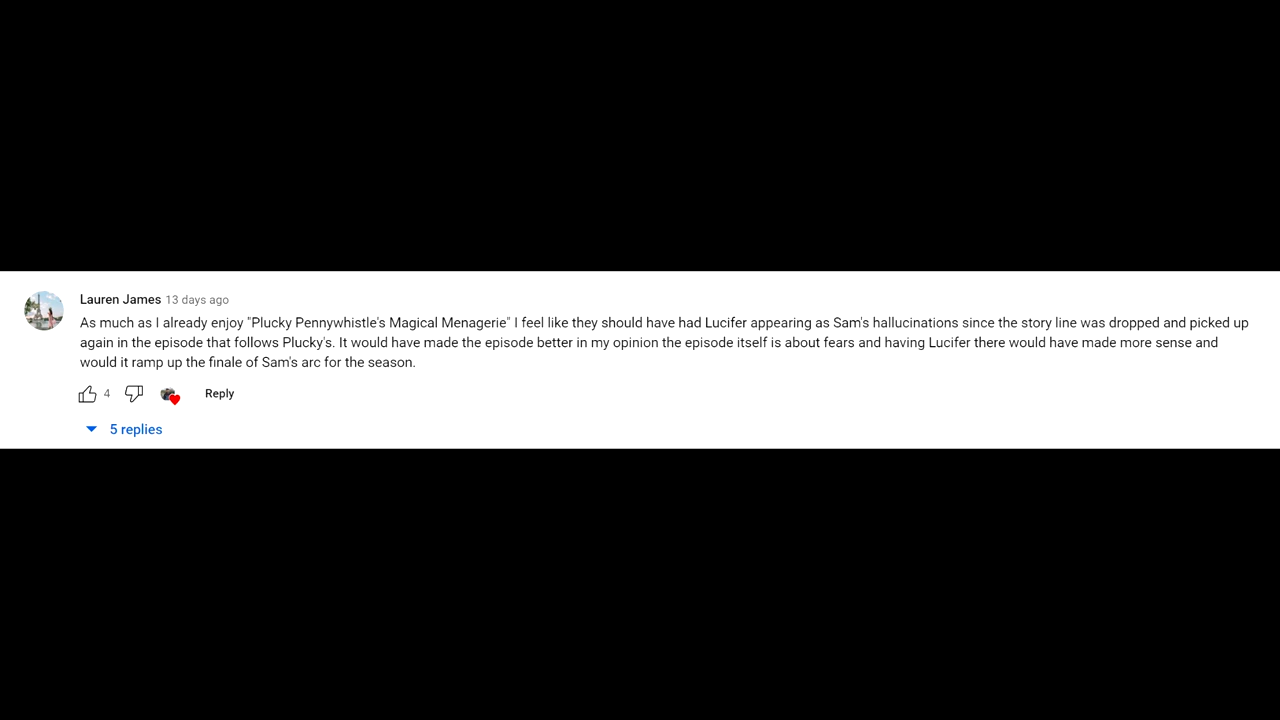 Lauren James 13 days ago
As much as I already enjoy "Plucky Pennywhistle's Magical Menagerie" I feel like they should have had Lucifer appearing as Sam's hallucinations since the story line was dropped and picked up
again in the episode that follows Plucky's. It would have made the episode better in my opinion the episode itself is about fears and having Lucifer there would have made more sense and
would it ramp up the finale of Sam's arc for the season.
4 Reply
5 replies